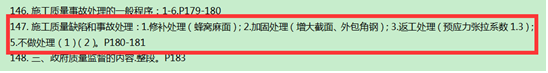 146. 施工质量事故处理的一般程序：1-6.P179-180
147. 施工质量缺陷和事故处理：1.修补处理（蜂窝麻面）; 2.加固处理（增大截面、外包角钢）; 3.返工处理（预应力张拉系数 1.3）;
5.不做处理（1）(2)。P180-181
148. 三、政府质量监督的内容.整段。P183